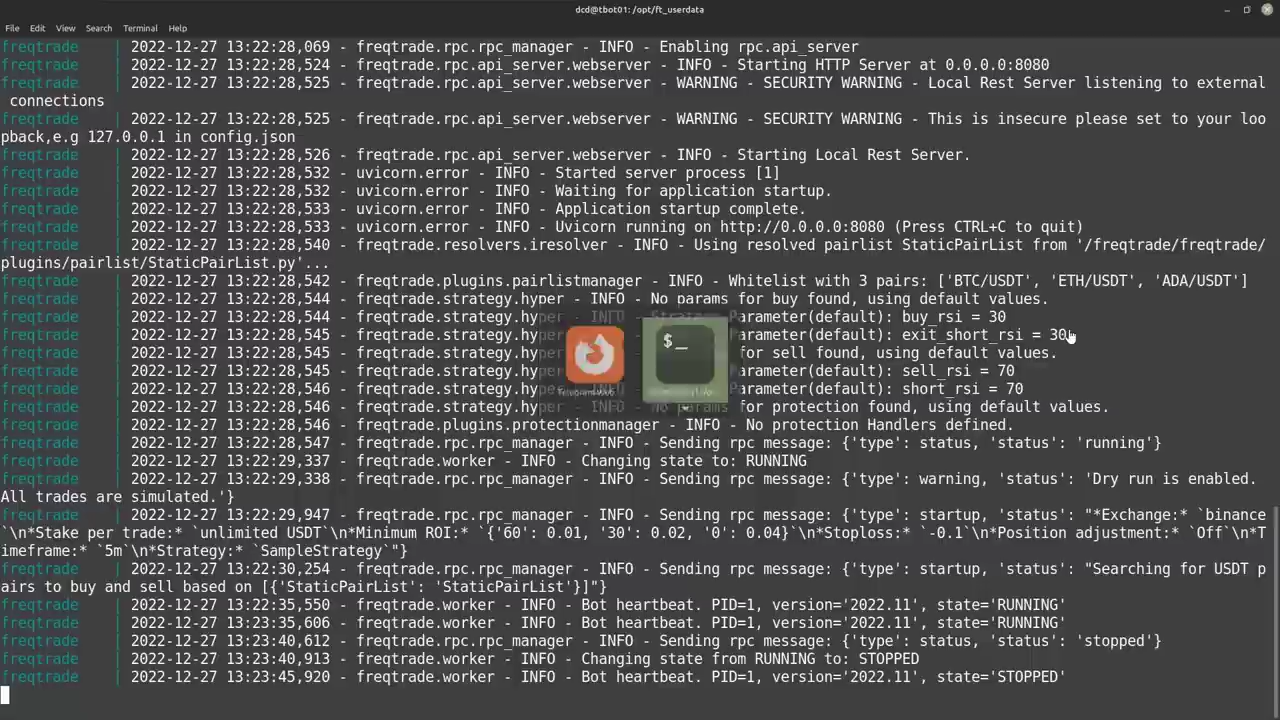 dcd@tbot01: /opt/ft_userdata
File Edit View Search Terminal Help
freqtrade | 2022-12-27 13:22:28,069 - freqtrade.rpc.rpc_manager - INFO - Enabling rpc.api_server
freqtrade | 2022-12-27 13:22:28,524 - freqtrade.rpc.api_server.webserver - INFO - Starting HTTP Server at 0.0.0.0:8080
freqtrade | 2022-12-27 13:22:28,525 - freqtrade.rpc.api_server.webserver - WARNING - SECURITY WARNING - Local Rest Server listening to external
connections
freqtrade | 2022-12-27 13:22:28,525 - freqtrade.rpc.api_server.webserver - WARNING - SECURITY WARNING - This is insecure please set to your loo
pback,e.g 127.0.0.1 in config.json
freqtrade | 2022-12-27 13:22:28,526 - freqtrade.rpc.api_server.webserver - INFO - Starting Local Rest Server.
freqtrade | 2022-12-27 13:22:28,532 - uvicorn.error - INFO - Started server process [1]
freqtrade | 2022-12-27 13:22:28,532 - uvicorn.error - INFO - Waiting for application startup.
freqtrade | 2022-12-27 13:22:28,533 - uvicorn.error - INFO - Application startup complete.
freqtrade | 2022-12-27 13:22:28,533 - uvicorn.error - INFO - Uvicorn running on http://0.0.0.0:8080 (Press CTRL+C to quit)
freqtrade | 2022-12-27 13:22:28,540 - freqtrade.resolvers.iresolver - INFO - Using resolved pairlist StaticPairList from '/freqtrade/freqtrade/
plugins/pairlist/StaticPairList.py'...
freqtrade | 2022-12-27 13:22:28,542 - freqtrade.plugins.pairlistmanager - INFO - Whitelist with 3 pairs: ['BTC/USDT', 'ETH/USDT', 'ADA/USDT']
freqtrade | 2022-12-27 13:22:28,544 - freqtrade.strategy.hyper - INFO - No params for buy found, using default values.
freqtrade | 2022-12-27 13:22:28,544 - freqtrade.strategy.hyper - INFO - Strategy Parameter(default): buy_rsi = 30
freqtrade | 2022-12-27 13:22:28,545 - freqtrade.strategy.hyper Parameter(default): exit_short_rsi = 30
freqtrade | 2022-12-27 13:22:28,545 - freqtrade.strategy.hyper for sell found, using default values.
freqtrade | 2022-12-27 13:22:28,545 - freqtrade.strategy.hyper Parameter(default): sell_rsi = 70
freqtrade | 2022-12-27 13:22:28,546 - freqtrade.strategy.hyper Parameter(default): short_rsi = 70
freqtrade | 2022-12-27 13:22:28,546 - freqtrade.strategy.hyper - INFO - No params for protection found, using default values.
freqtrade | 2022-12-27 13:22:28,546 - freqtrade.plugins.protectionmanager - INFO - No protection Handlers defined.
freqtrade | 2022-12-27 13:22:28,547 - freqtrade.rpc.rpc_manager - INFO - Sending rpc message: {'type': status, 'status': 'running'}
freqtrade | 2022-12-27 13:22:29,337 - freqtrade.worker - INFO - Changing state to: RUNNING
freqtrade | 2022-12-27 13:22:29,338 - freqtrade.rpc.rpc_manager - INFO - Sending rpc message: {'type': warning, 'status': 'Dry run is enabled.
All trades are simulated.'}
freqtrade | 2022-12-27 13:22:29,947 - freqtrade.rpc.rpc_manager - INFO - Sending rpc message: {'type': startup, 'status': "*Exchange:* `binance
`\n*Stake per trade:* `unlimited USDT`\n*Minimum ROI:* `{'60': 0.01, '30': 0.02, '0': 0.04}`\n*Stoploss:* `-0.1`\n*Position adjustment:* `Off`\n*T
imeframe:* `5m`\n*Strategy:* `SampleStrategy`"}
freqtrade | 2022-12-27 13:22:30,254 - freqtrade.rpc.rpc_manager - INFO - Sending rpc message: {'type': startup, 'status': "Searching for USDT p
airs to buy and sell based on [{'StaticPairList': 'StaticPairList'}]"}
freqtrade | 2022-12-27 13:22:35,550 - freqtrade.worker - INFO - Bot heartbeat. PID=1, version='2022.11', state='RUNNING'
freqtrade | 2022-12-27 13:23:35,606 - freqtrade.worker - INFO - Bot heartbeat. PID=1, version='2022.11', state='RUNNING'
freqtrade | 2022-12-27 13:23:40,612 - freqtrade.rpc.rpc_manager - INFO - Sending rpc message: {'type': status, 'status': 'stopped'}
freqtrade | 2022-12-27 13:23:40,913 - freqtrade.worker - INFO - Changing state from RUNNING to: STOPPED
freqtrade | 2022-12-27 13:23:45,920 - freqtrade.worker - INFO - Bot heartbeat. PID=1, version='2022.11', state='STOPPED'
$_